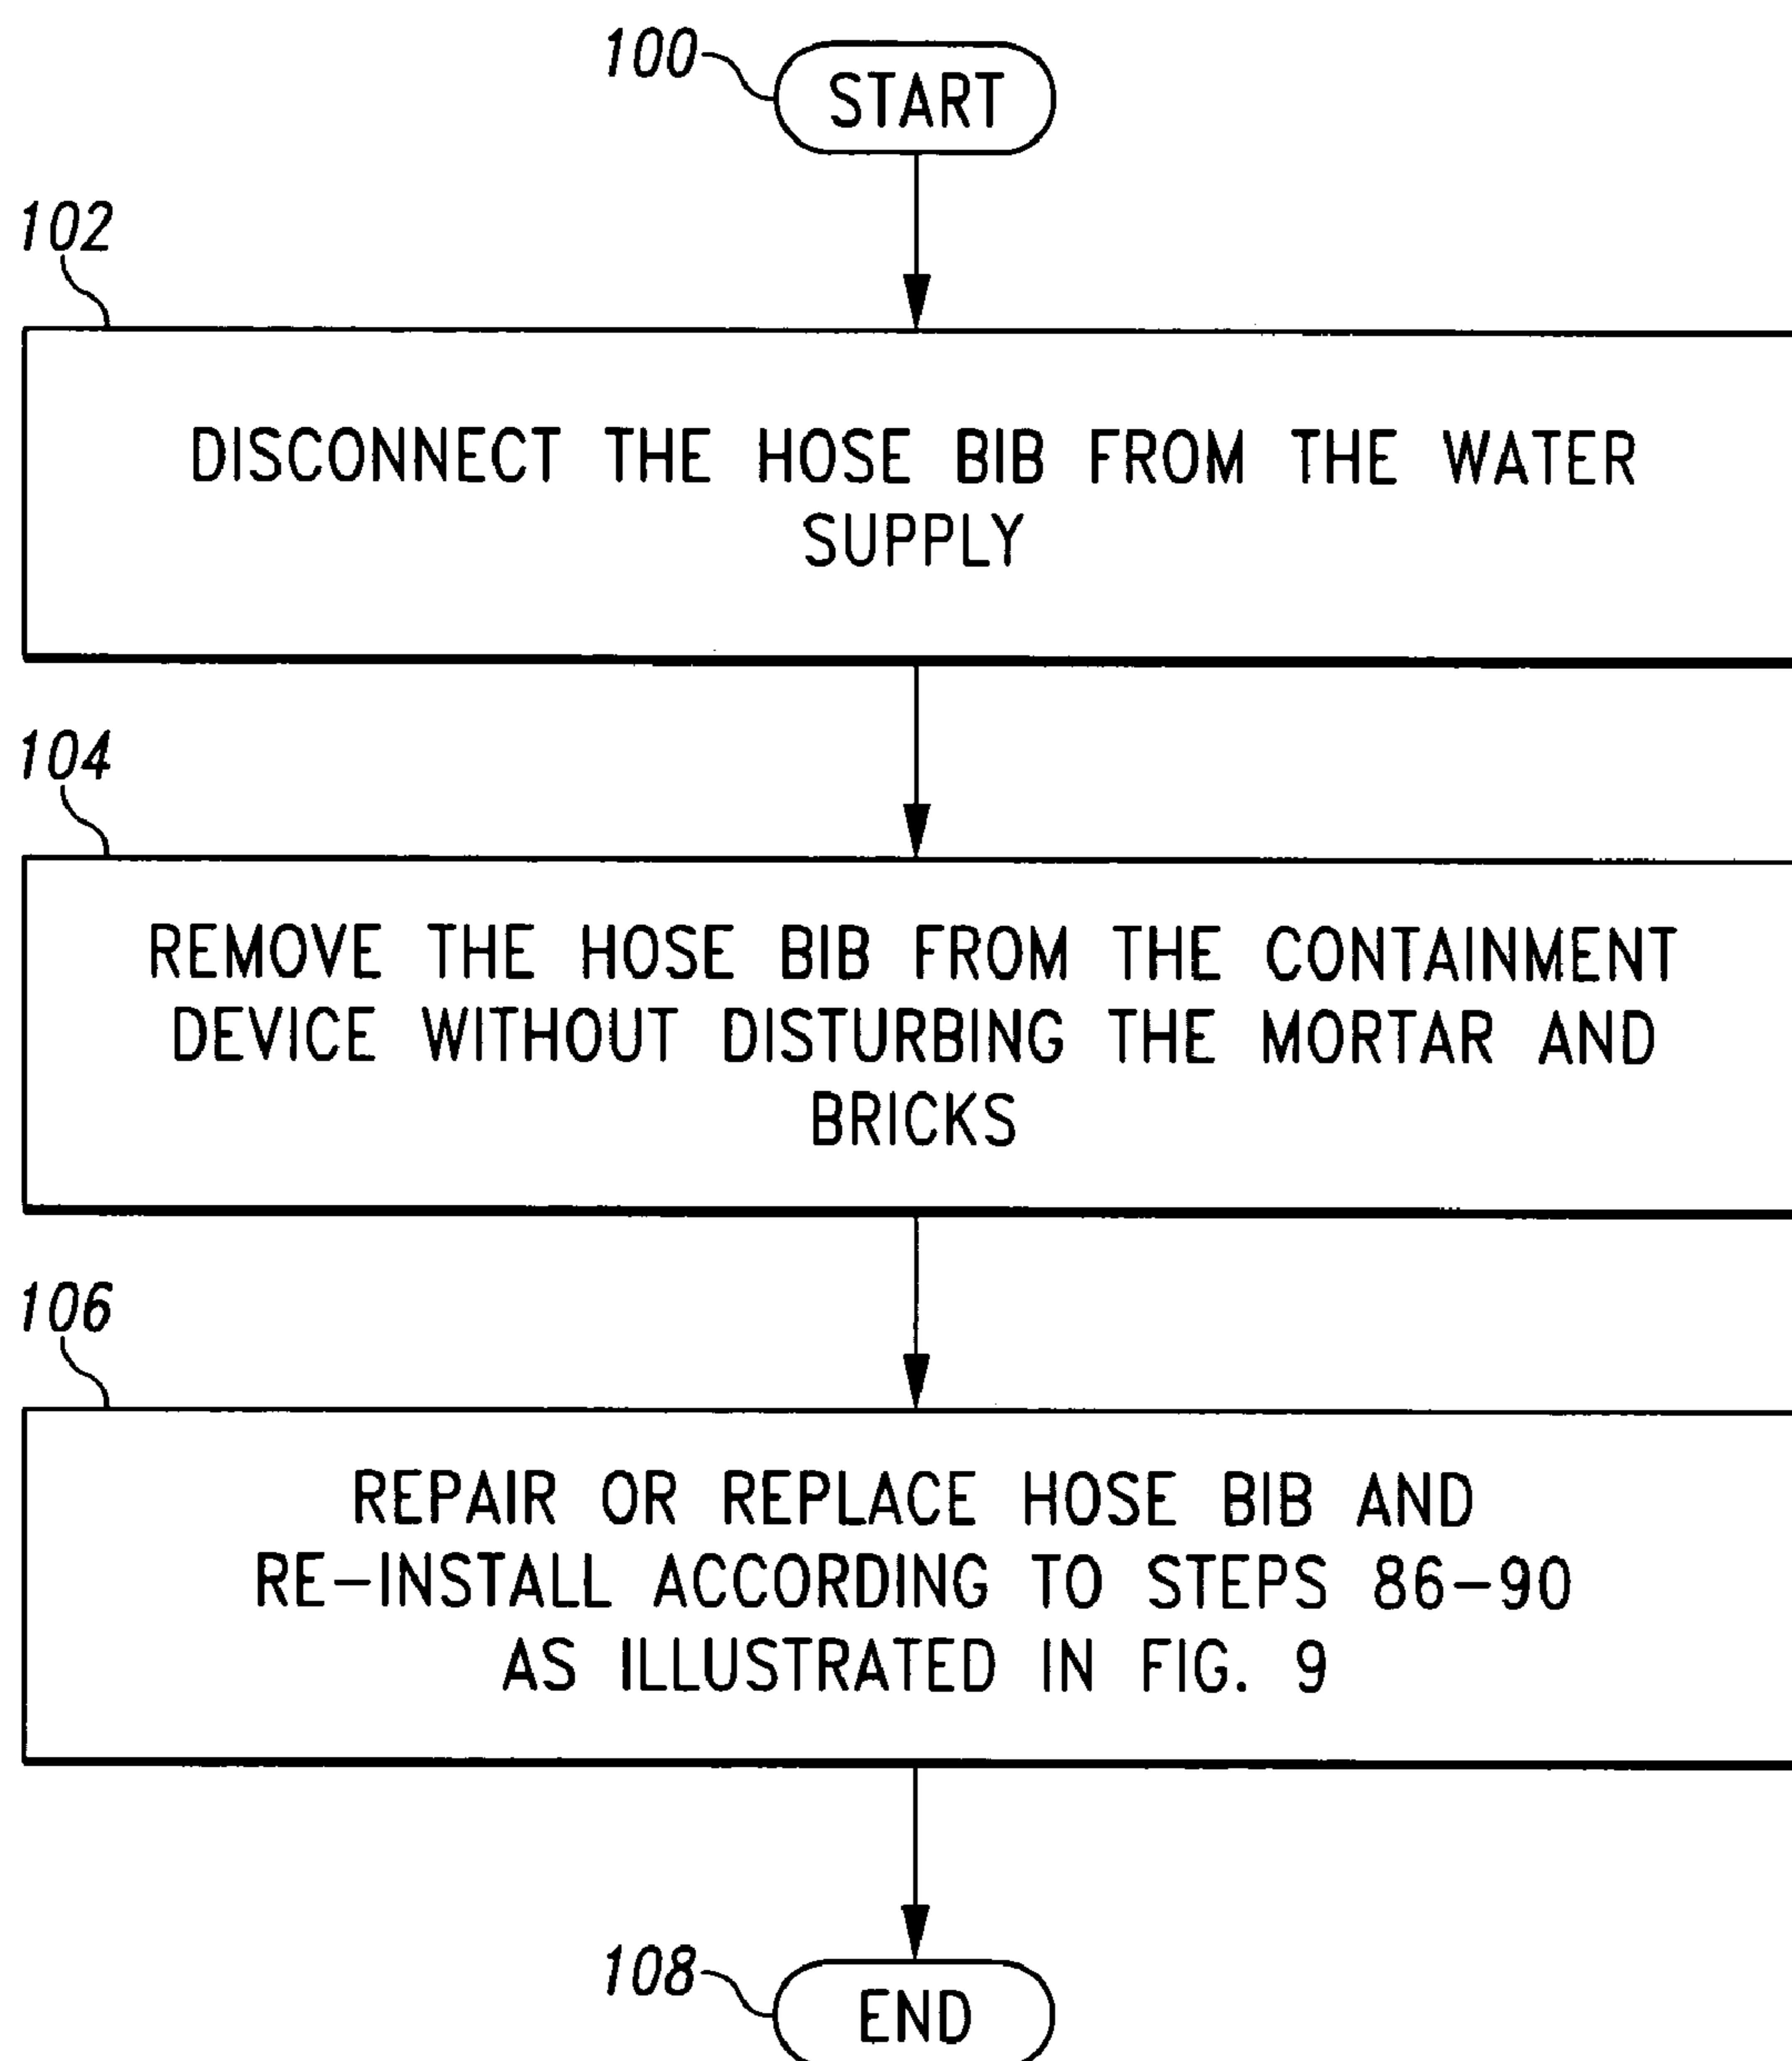 100
START
102
DISCONNECT THE HOSE BIB FROM THE WATER
SUPPLY
104
REMOVE THE HOSE BIB FROM THE CONTAINMENT
DEVICE WITHOUT DISTURBING THE MORTAR AND
BRICKS
106
REPAIR OR REPLACE HOSE BIB AND
RE-INSTALL ACCORDING TO STEPS 86-90
AS ILLUSTRATED IN FIG. 9
108
END